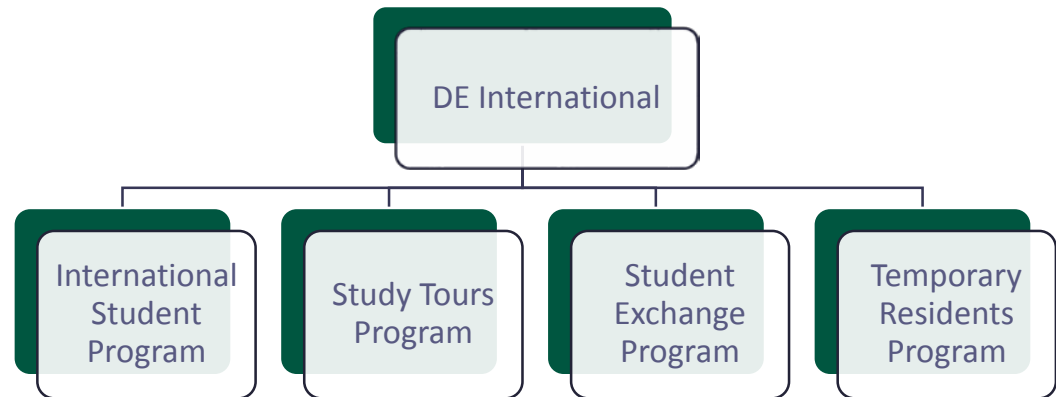 DE International
International
Student
Program
Study Tours
Program
Student
Exchange
Program
Temporary
Residents
Program